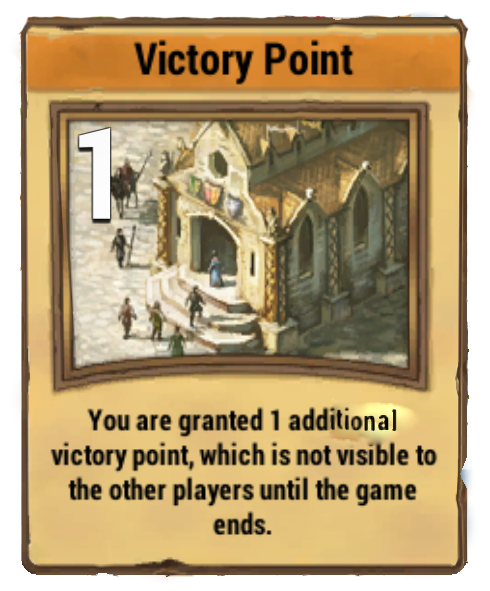 Victory Point
1
You are granted 1 additional
victory point, which is not visible to
the other players until the game
ends.